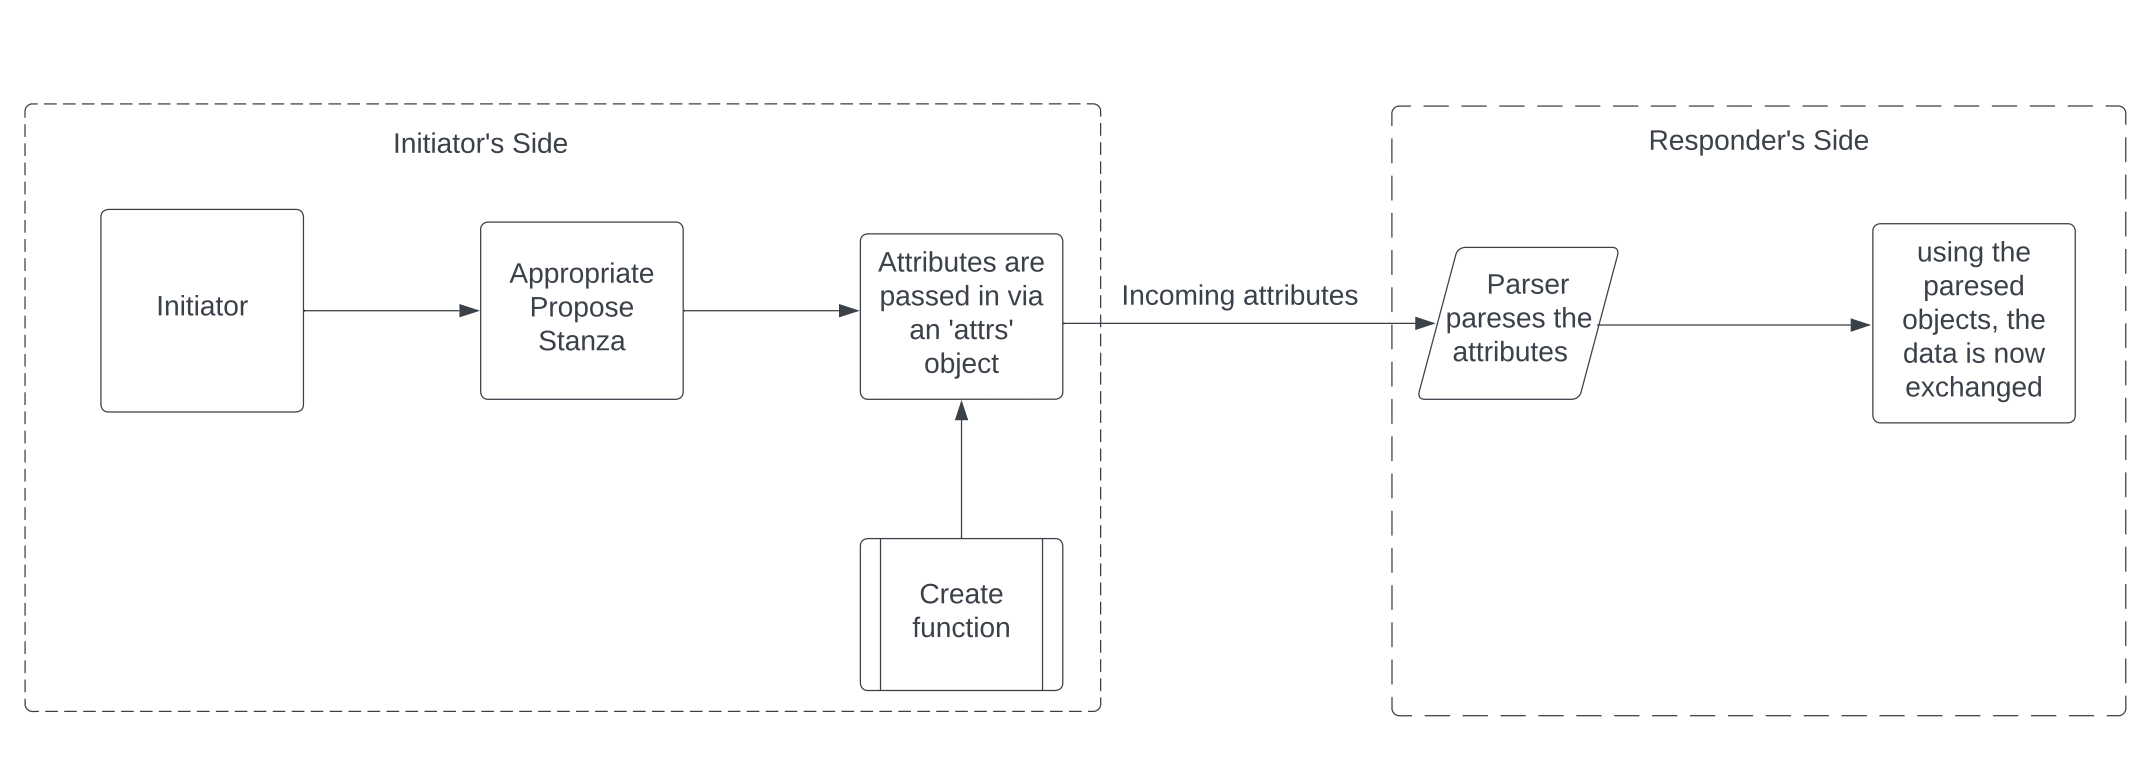 Initiator's Side
Initiator
Appropriate
Propose
Stanza
Attributes are
passed in via
an 'attrs'
object
Create
function
Incoming attributes
Responder's Side
Parser
pareses the
attributes
using the
paresed
objects, the
data is now
exchanged